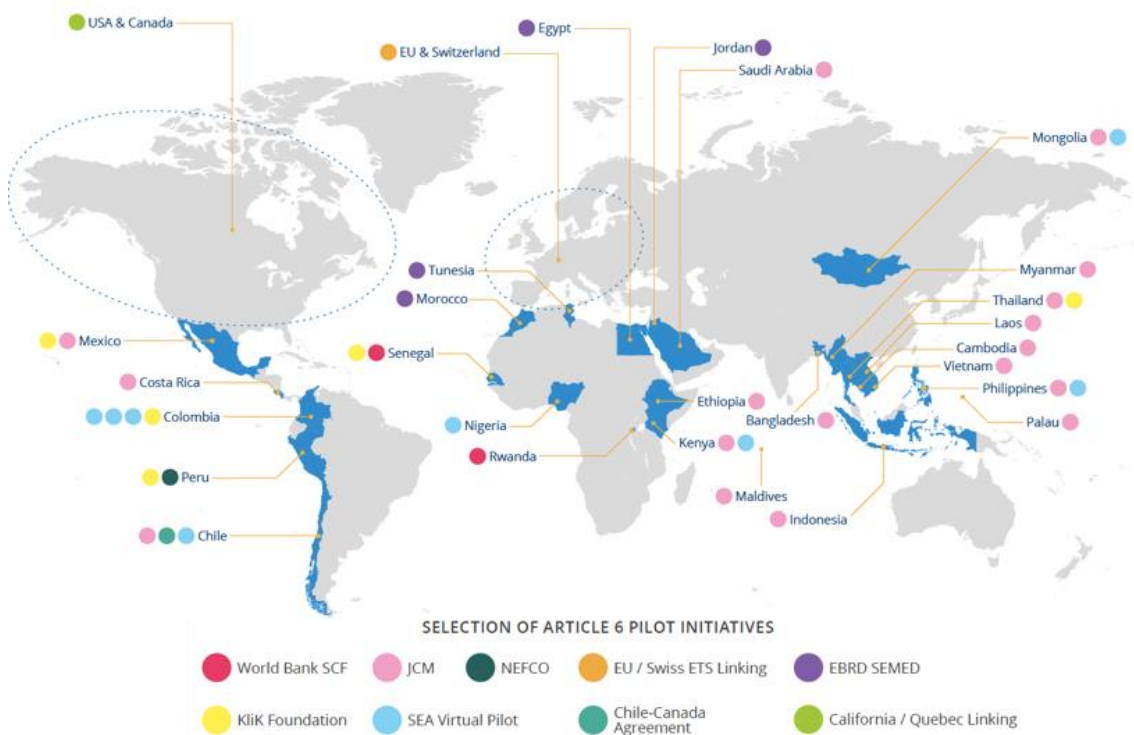 USA & Canada
EU & Switzerland
Egypt
Jordan
Saudi Arabia
Mongolia
Tunesia
Morocco
Myanmar
Thailand
Laos
Cambodia
Vietnam
Philippines
Palau
Mexico
Costa Rica
Colombia
Peru
Chile
Senegal
Nigeria
Rwanda
Ethiopia
Kenya
Bangladesh
Maldives
Indonesia
SELECTION OF ARTICLE 6 PILOT INITIATIVES
World Bank SCF
JCM
NEFCO
EU / Swiss ETS Linking
EBRD SEMED
KliK Foundation
SEA Virtual Pilot
Chile-Canada
Agreement
California / Quebec Linking